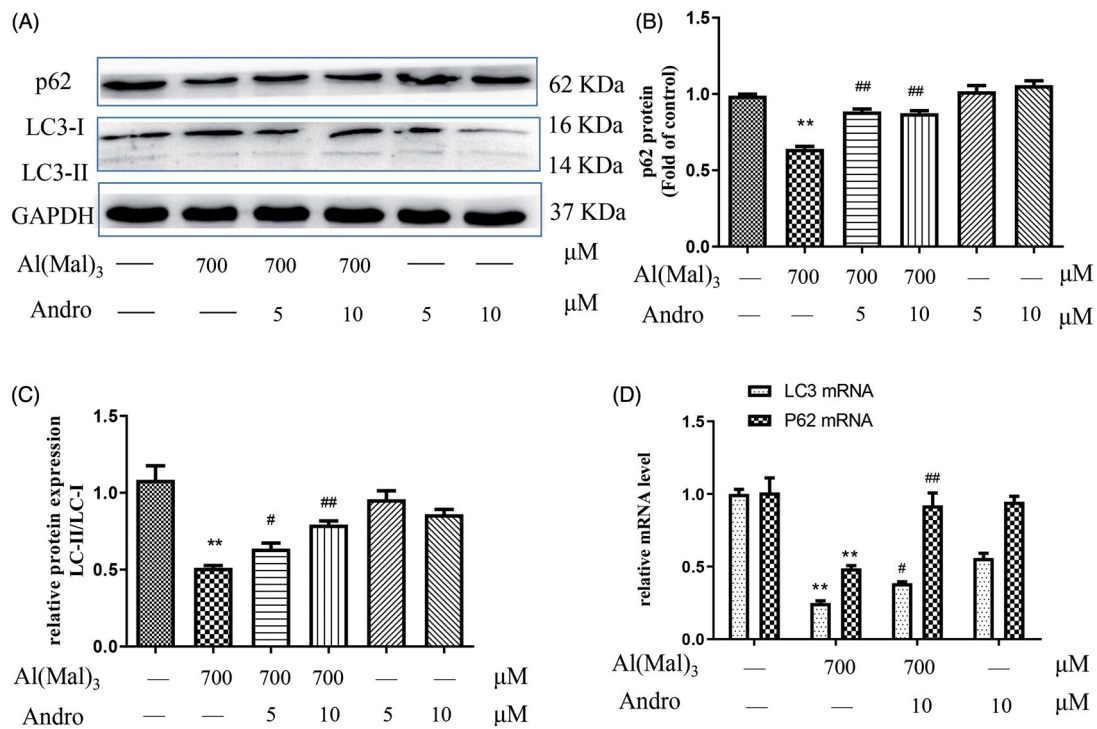 (A)
p62
62 KDa
LC3-I
16 KDa
LC3-II
14 KDa
GAPDH
37 KDa
Al(Mal)3 — 700 700 700 — — μM
Andro — — 5 10 5 10 μM
(B)
p62 protein
(Fold of control)
1.5
1.0
0.5
0.0
**
##
##
Al(Mal)3 — 700 700 700 — — μM
Andro — — 5 10 5 10 μM
(C)
relative protein expression
LC-II/LC-I
1.5
1.0
0.5
0.0
**
#
##
Al(Mal)3 — 700 700 700 — — μM
Andro — — 5 10 5 10 μM
(D)
LC3 mRNA
P62 mRNA
relative mRNA level
1.5
1.0
0.5
0.0
**
**
#
##
Al(Mal)3 — 700 700 — μM
Andro — — 10 10 μM